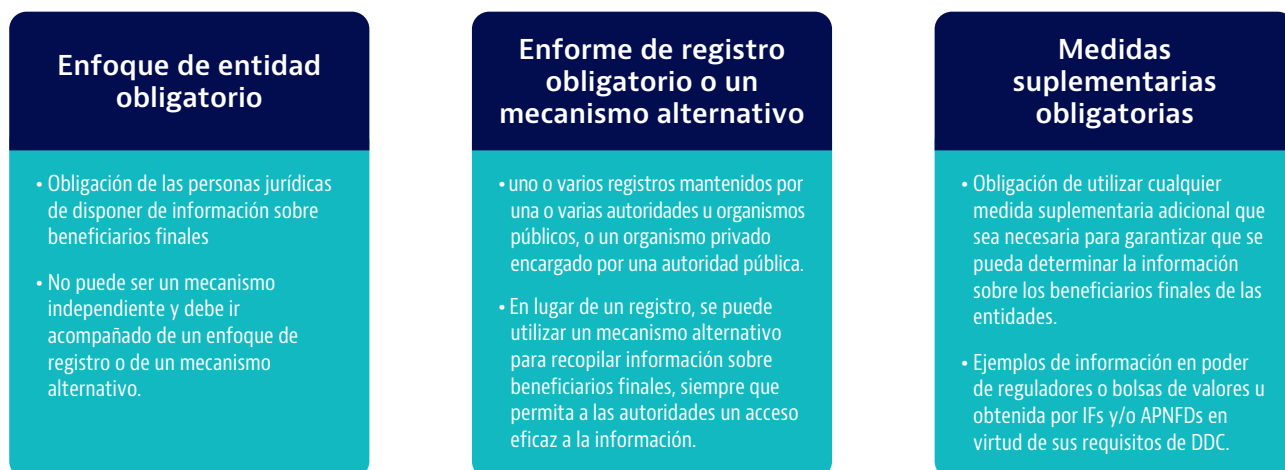 Enfoque de entidad
obligatorio
• Obligación de las personas jurídicas
de disponer de información sobre
beneficiarios finales
• No puede ser un mecanismo
independiente y debe ir
acompañado de un enfoque de
registro o de un mecanismo
alternativo.
Enforme de registro
obligatorio o un
mecanismo alternativo
• uno o varios registros mantenidos por
una o varias autoridades u organismos
públicos, o un organismo privado
encargado por una autoridad pública.
• En lugar de un registro, se puede
utilizar un mecanismo alternativo
para recopilar información sobre
beneficiarios finales, siempre que
permita a las autoridades un acceso
eficaz a la información.
Medidas
suplementarias
obligatorias
• Obligación de utilizar cualquier
medida suplementaria adicional que
sea necesaria para garantizar que se
pueda determinar la información
sobre los beneficiarios finales de las
entidades.
• Ejemplos de información en poder
de reguladores o bolsas de valores u
obtenida por IFs y/o APNFDs en
virtud de sus requisitos de DDC.